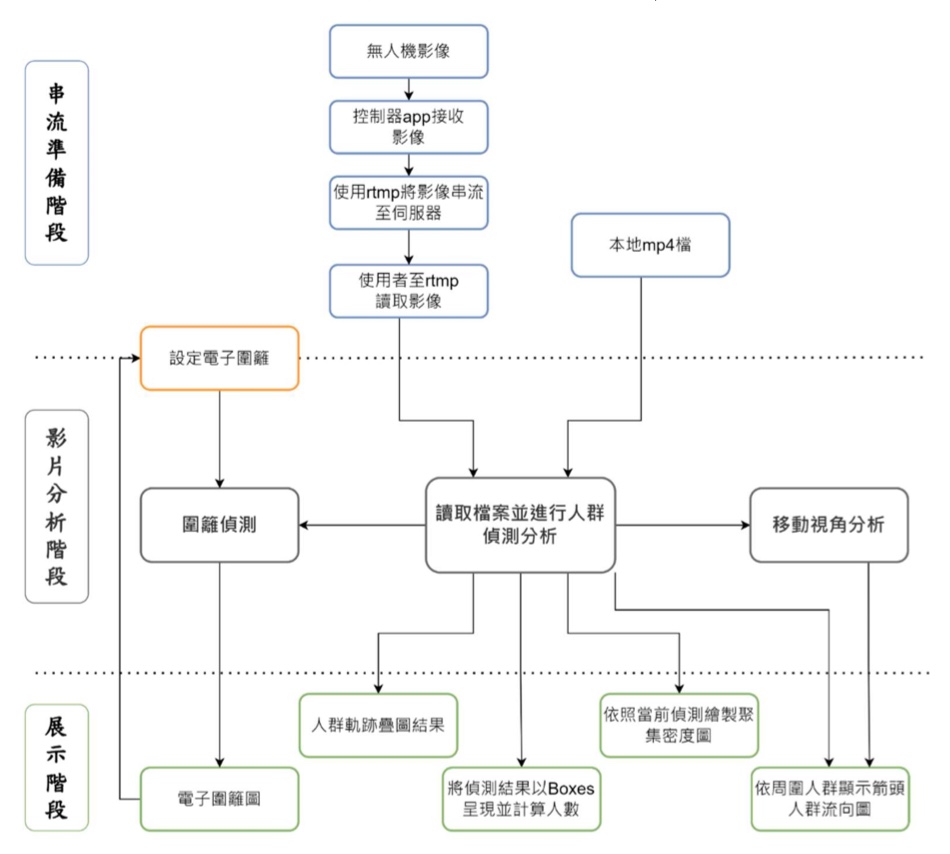 串流準備階段
無人機影像
控制器app接收
影像
使用rtmp將影像串流
至伺服器
使用者至rtmp
讀取影像
本地mp4檔
設定電子圍籬
影片分析階段
圍籬偵測
讀取檔案並進行人群
偵測分析
移動視角分析
展示階段
人群軌跡疊圖結果
依照當前偵測繪製聚
集密度圖
電子圍籬圖
將偵測結果以Boxes
呈現並計算人數
依周圍人群顯示箭頭
人群流向圖